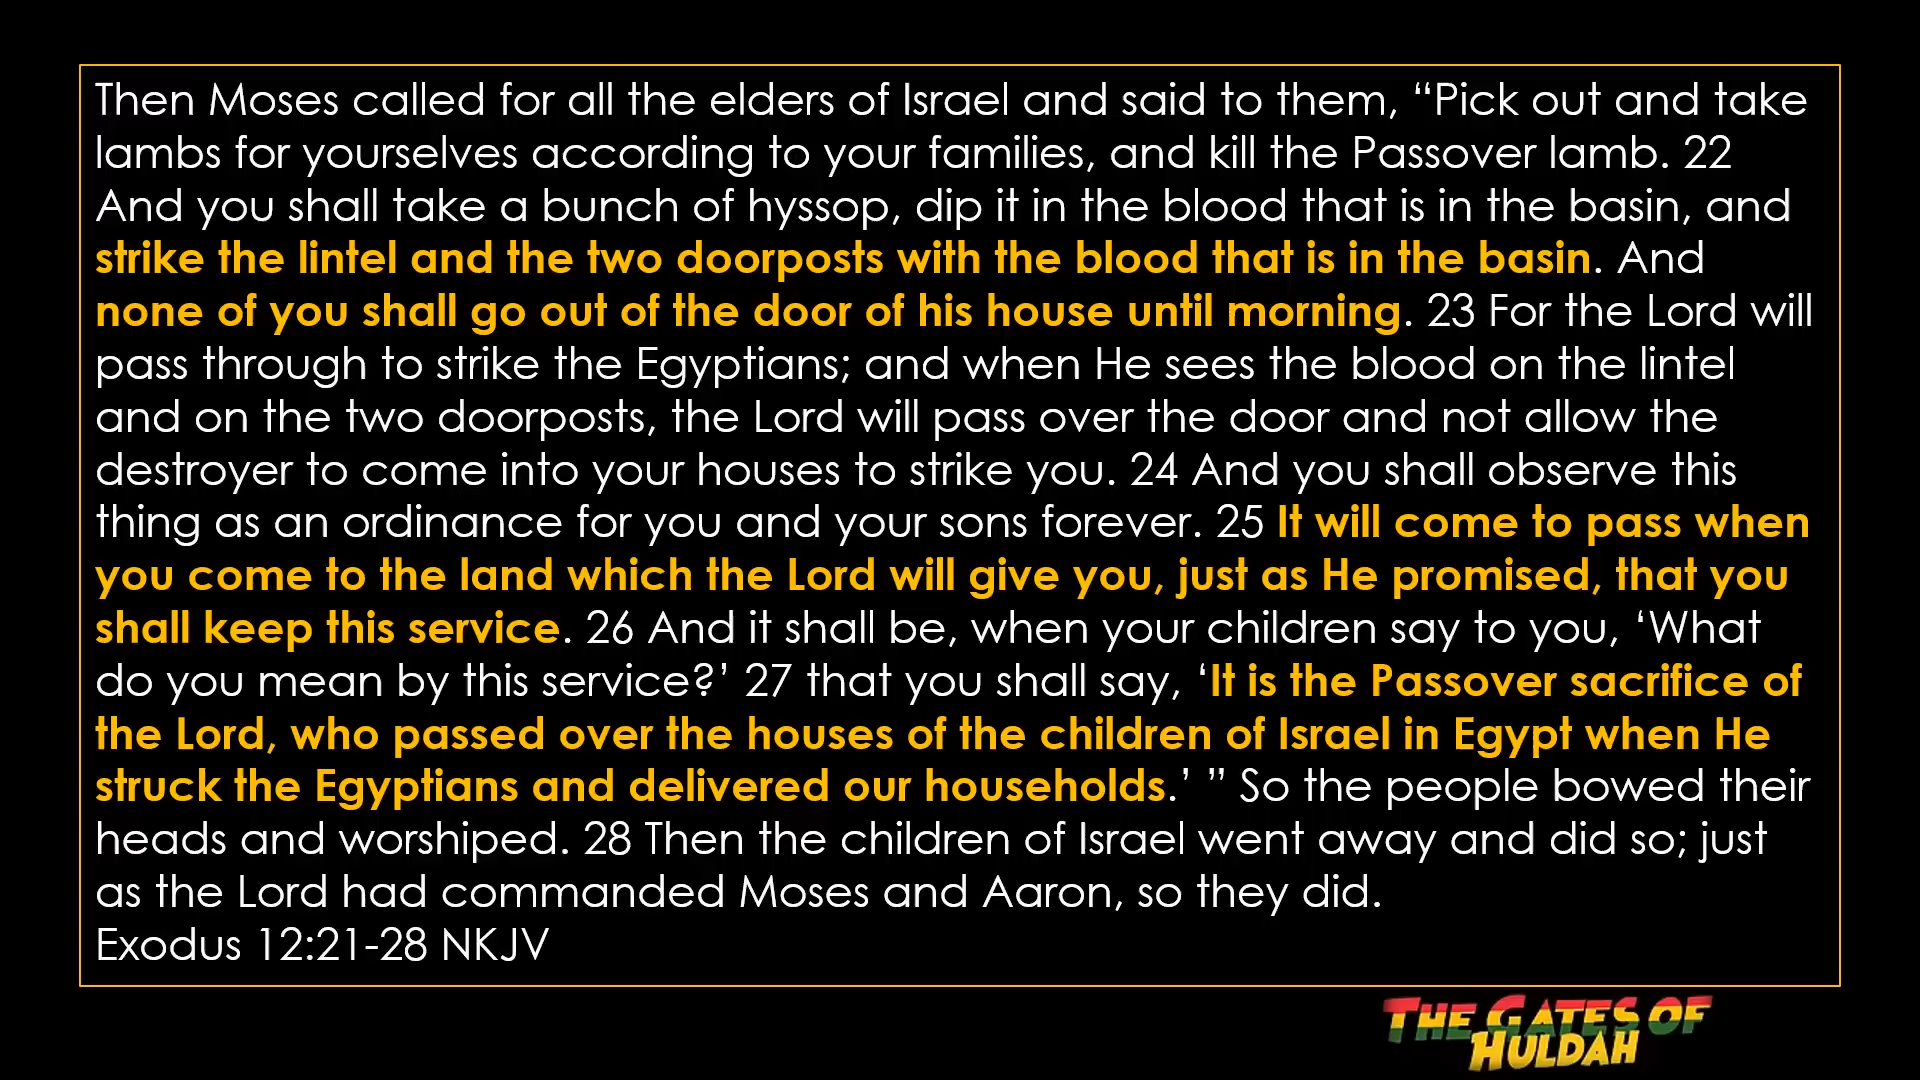 Then Moses called for all the elders of Israel and said to them, “Pick out and take
lambs for yourselves according to your families, and kill the Passover lamb. 22
And you shall take a bunch of hyssop, dip it in the blood that is in the basin, and
strike the lintel and the two doorposts with the blood that is in the basin. And
none of you shall go out of the door of his house until morning. 23 For the Lord will
pass through to strike the Egyptians; and when He sees the blood on the lintel
and on the two doorposts, the Lord will pass over the door and not allow the
destroyer to come into your houses to strike you. 24 And you shall observe this
thing as an ordinance for you and your sons forever. 25 It will come to pass when
you come to the land which the Lord will give you, just as He promised, that you
shall keep this service. 26 And it shall be, when your children say to you, ‘What
do you mean by this service?’ 27 that you shall say, ‘It is the Passover sacrifice of
the Lord, who passed over the houses of the children of Israel in Egypt when He
struck the Egyptians and delivered our households.’ ” So the people bowed their
heads and worshiped. 28 Then the children of Israel went away and did so; just
as the Lord had commanded Moses and Aaron, so they did.
Exodus 12:21-28 NKJV
THE GATES OF
HULDAH